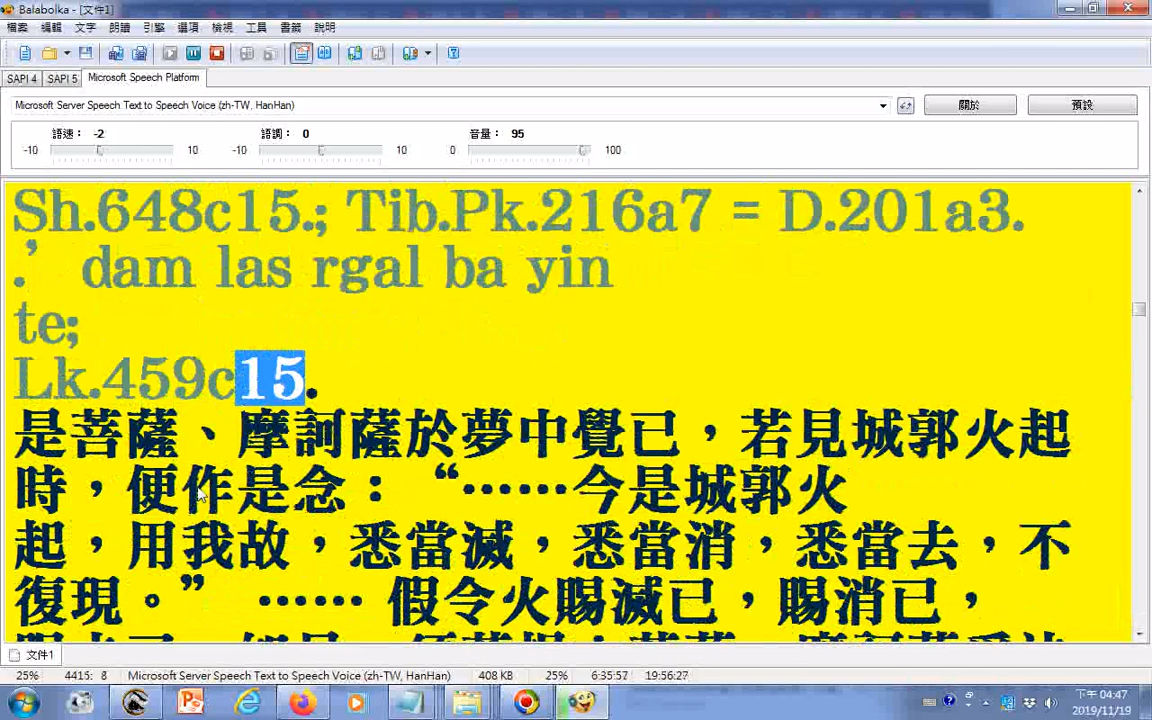 Balabolka - [文件1]
檔案 編輯 文字 朗讀 引擎 選項 檢視 工具 書籤 說明
SAPI 4 SAPI 5 Microsoft Speech Platform
Microsoft Server Speech Text to Speech Voice (zh-TW, HanHan) 關於 預設
語速： -2 語調： 0 音量： 95
-10 10 -10 10 0 100
Sh.648c15.; Tib.Pk.216a7 = D.201a3.
.’ dam las rgal ba yin
te;
Lk.459c15.
是菩薩、摩訶薩於夢中覺已，若見城郭火起
時，便作是念：“……今是城郭火
起，用我故，悉當滅，悉當消，悉當去，不
復現。” …… 假令火賜滅已，賜消已，
文件1
25% 4415: 8 Microsoft Server Speech Text to Speech Voice (zh-TW, HanHan) 408 KB 25% 6:35:57 19:56:27
下午 04:47
2019/11/19